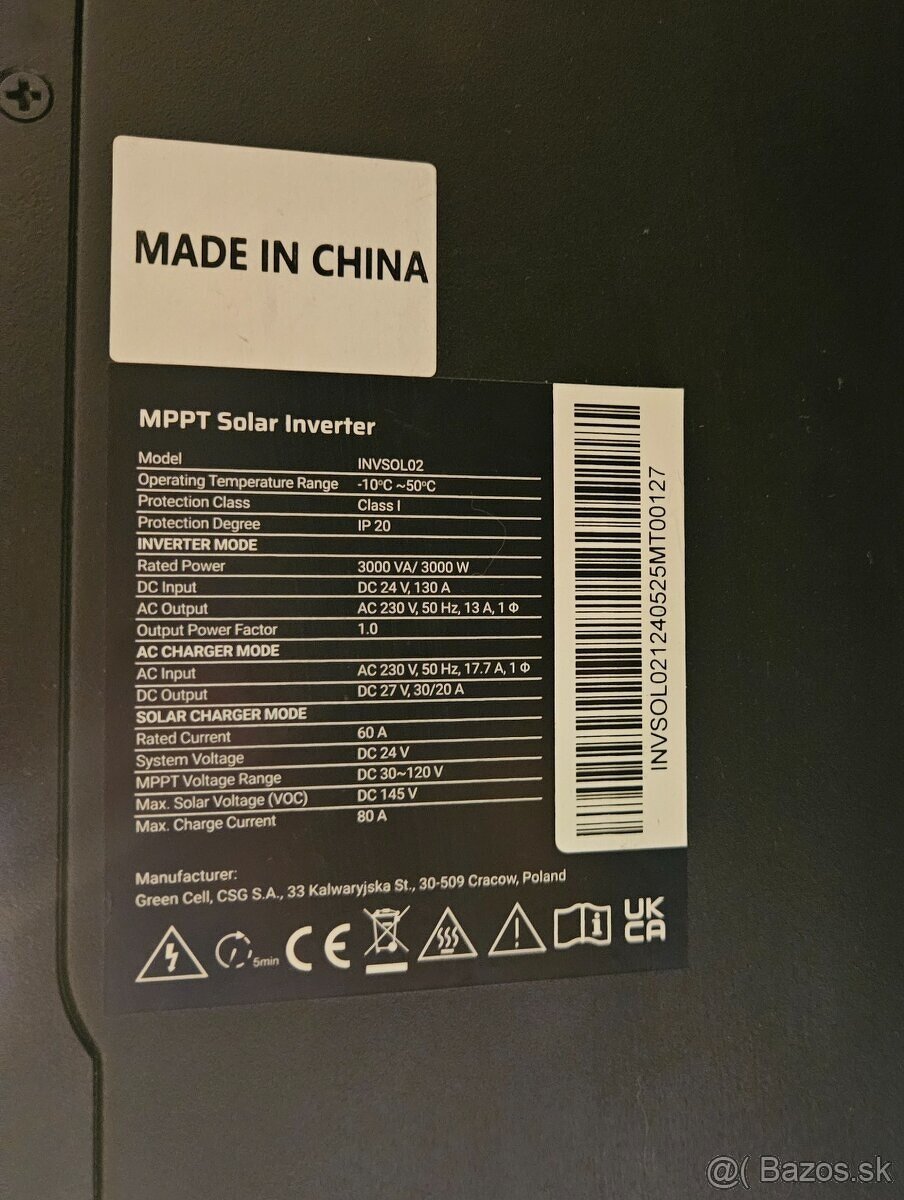 MADE IN CHINA
MPPT Solar Inverter
Model INVSOL02
Operating Temperature Range -10°C ~50°C
Protection Class Class I
Protection Degree IP 20
INVERTER MODE
Rated Power 3000 VA/ 3000 W
DC Input DC 24 V, 130 A
AC Output AC 230 V, 50 Hz, 13 A, 1 Φ
Output Power Factor 1.0
AC CHARGER MODE
AC Input AC 230 V, 50 Hz, 17.7 A, 1 Φ
DC Output DC 27 V, 30/20 A
SOLAR CHARGER MODE
Rated Current 60 A
System Voltage DC 24 V
MPPT Voltage Range DC 30~120 V
Max. Solar Voltage (VOC) DC 145 V
Max. Charge Current 80 A
INVSOL021240525MT00127
Manufacturer:
Green Cell, CSG S.A., 33 Kalwaryjska St., 30-509 Cracow, Poland
5min CE UK
CA
@( Bazos.sk